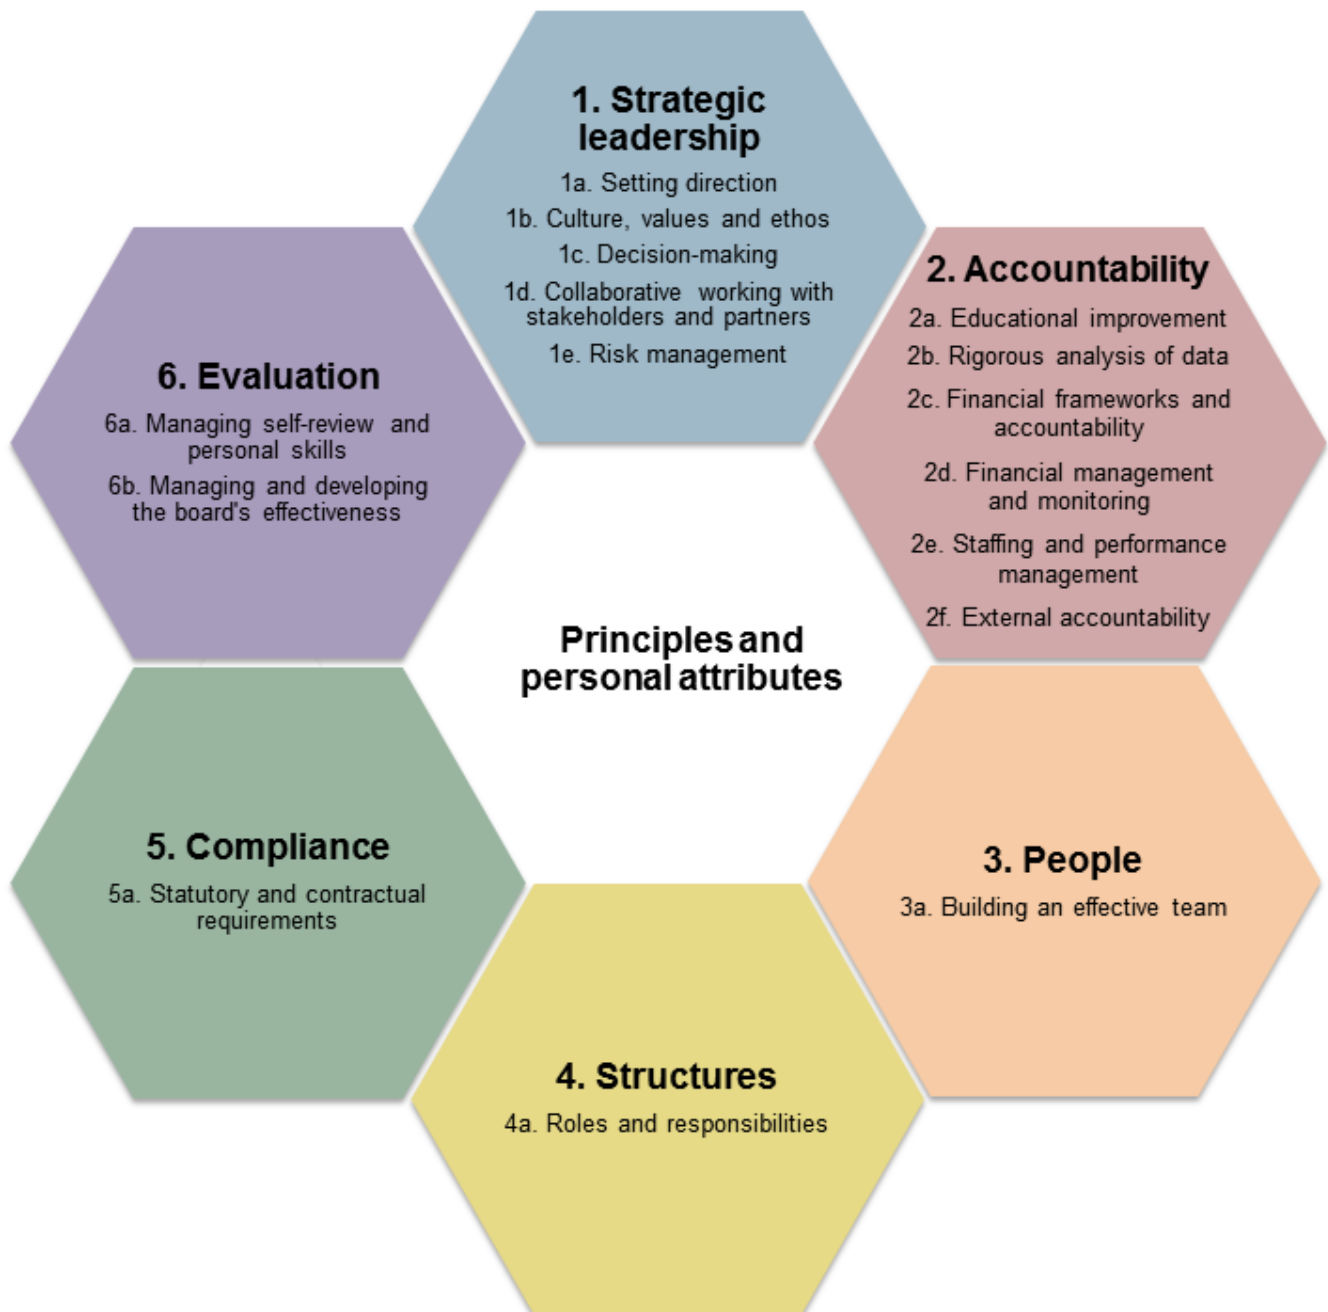 1. Strategic
leadership
1a. Setting direction
1b. Culture, values and ethos
1c. Decision-making
1d. Collaborative working with
stakeholders and partners
1e. Risk management
2. Accountability
2a. Educational improvement
2b. Rigorous analysis of data
2c. Financial frameworks and
accountability
2d. Financial management
and monitoring
2e. Staffing and performance
management
2f. External accountability
3. People
3a. Building an effective team
4. Structures
4a. Roles and responsibilities
5. Compliance
5a. Statutory and contractual
requirements
6. Evaluation
6a. Managing self-review and
personal skills
6b. Managing and developing
the board's effectiveness
Principles and
personal attributes